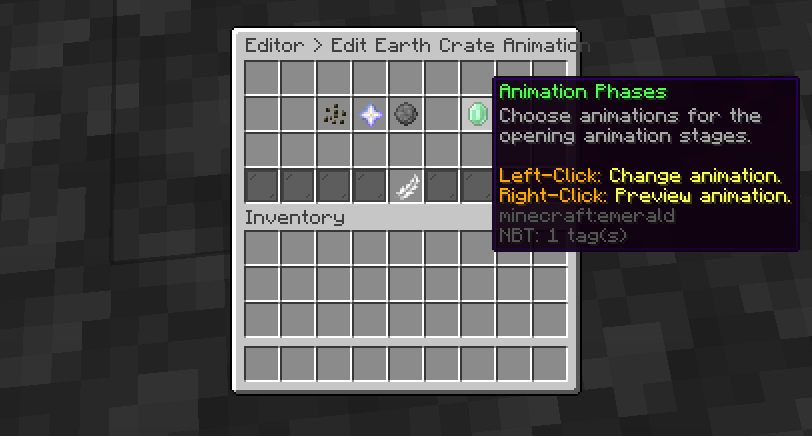 Editor > Edit Earth Crate Animation
Animation Phases
Choose animations for the
opening animation stages.
Left-Click: Change animation.
Right-Click: Preview animation.
minecraft:emerald
NBT: 1 tag(s)
Inventory